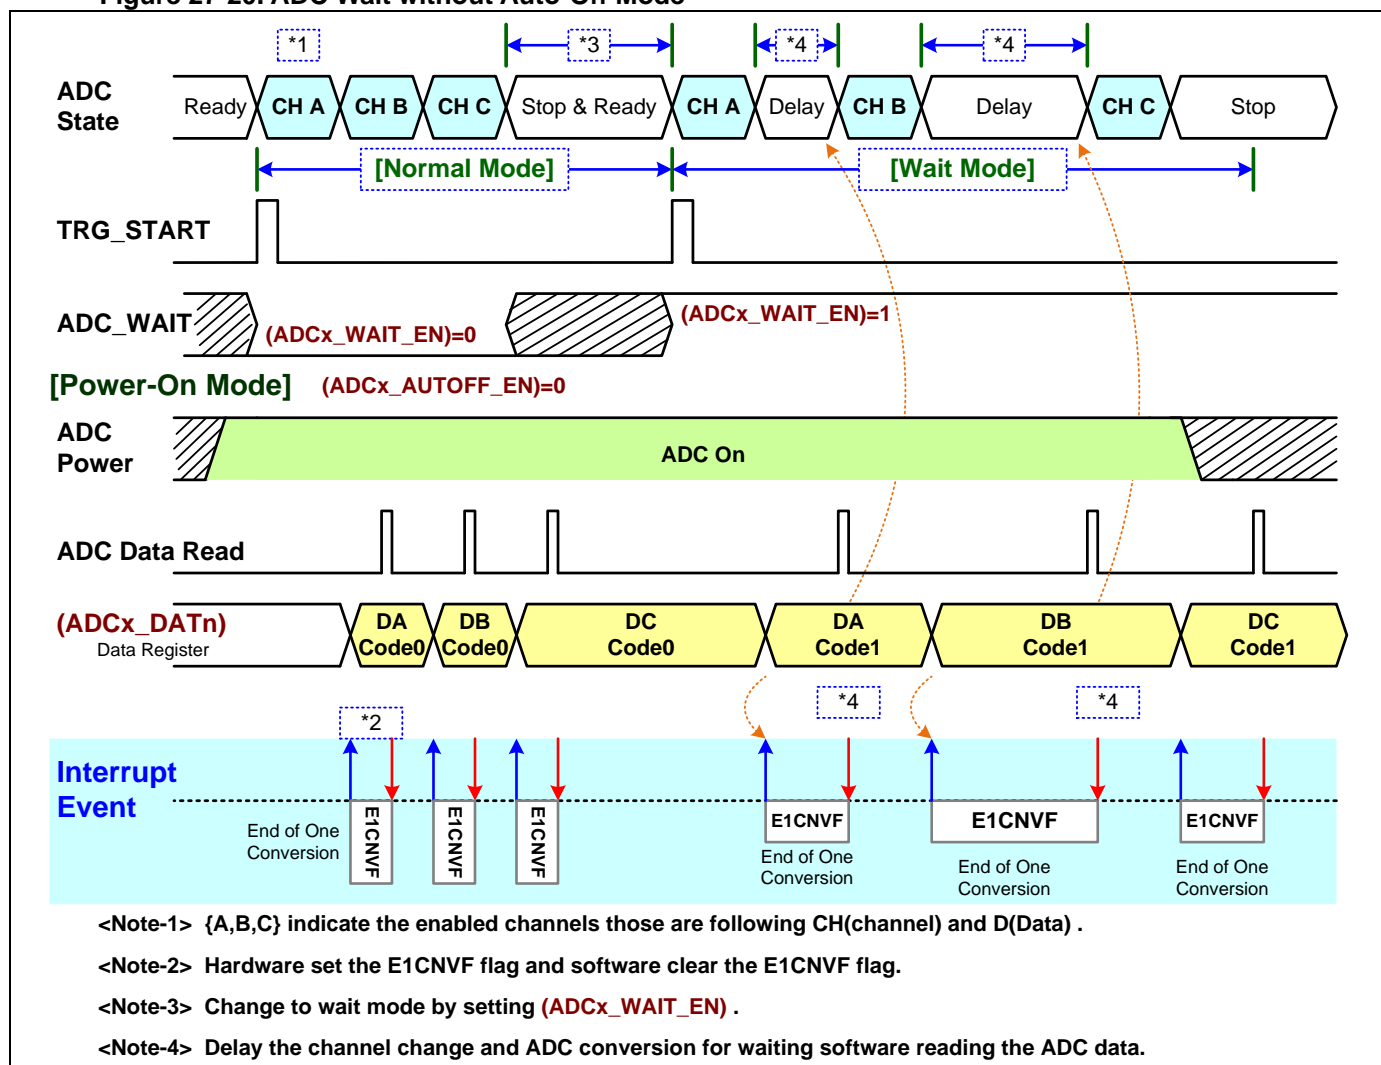 *1
*3
*4
*4
ADC State
Ready
CH A
CH B
CH C
Stop & Ready
CH A
Delay
CH B
Delay
CH C
Stop
[Normal Mode]
[Wait Mode]
TRG_START
ADC_WAIT
(ADCx_WAIT_EN)=0
(ADCx_WAIT_EN)=1
[Power-On Mode]
(ADCx_AUTOFF_EN)=0
ADC Power
ADC On
ADC Data Read
(ADCx_DATn)
Data Register
DA Code0
DB Code0
DC Code0
DA Code1
DB Code1
DC Code1
*2
*4
*4
Interrupt Event
End of One Conversion
E1CNVF
E1CNVF
E1CNVF
E1CNVF
End of One Conversion
E1CNVF
End of One Conversion
E1CNVF
End of One Conversion
<Note-1> {A,B,C} indicate the enabled channels those are following CH(channel) and D(Data) .
<Note-2> Hardware set the E1CNVF flag and software clear the E1CNVF flag.
<Note-3> Change to wait mode by setting (ADCx_WAIT_EN) .
<Note-4> Delay the channel change and ADC conversion for waiting software reading the ADC data.